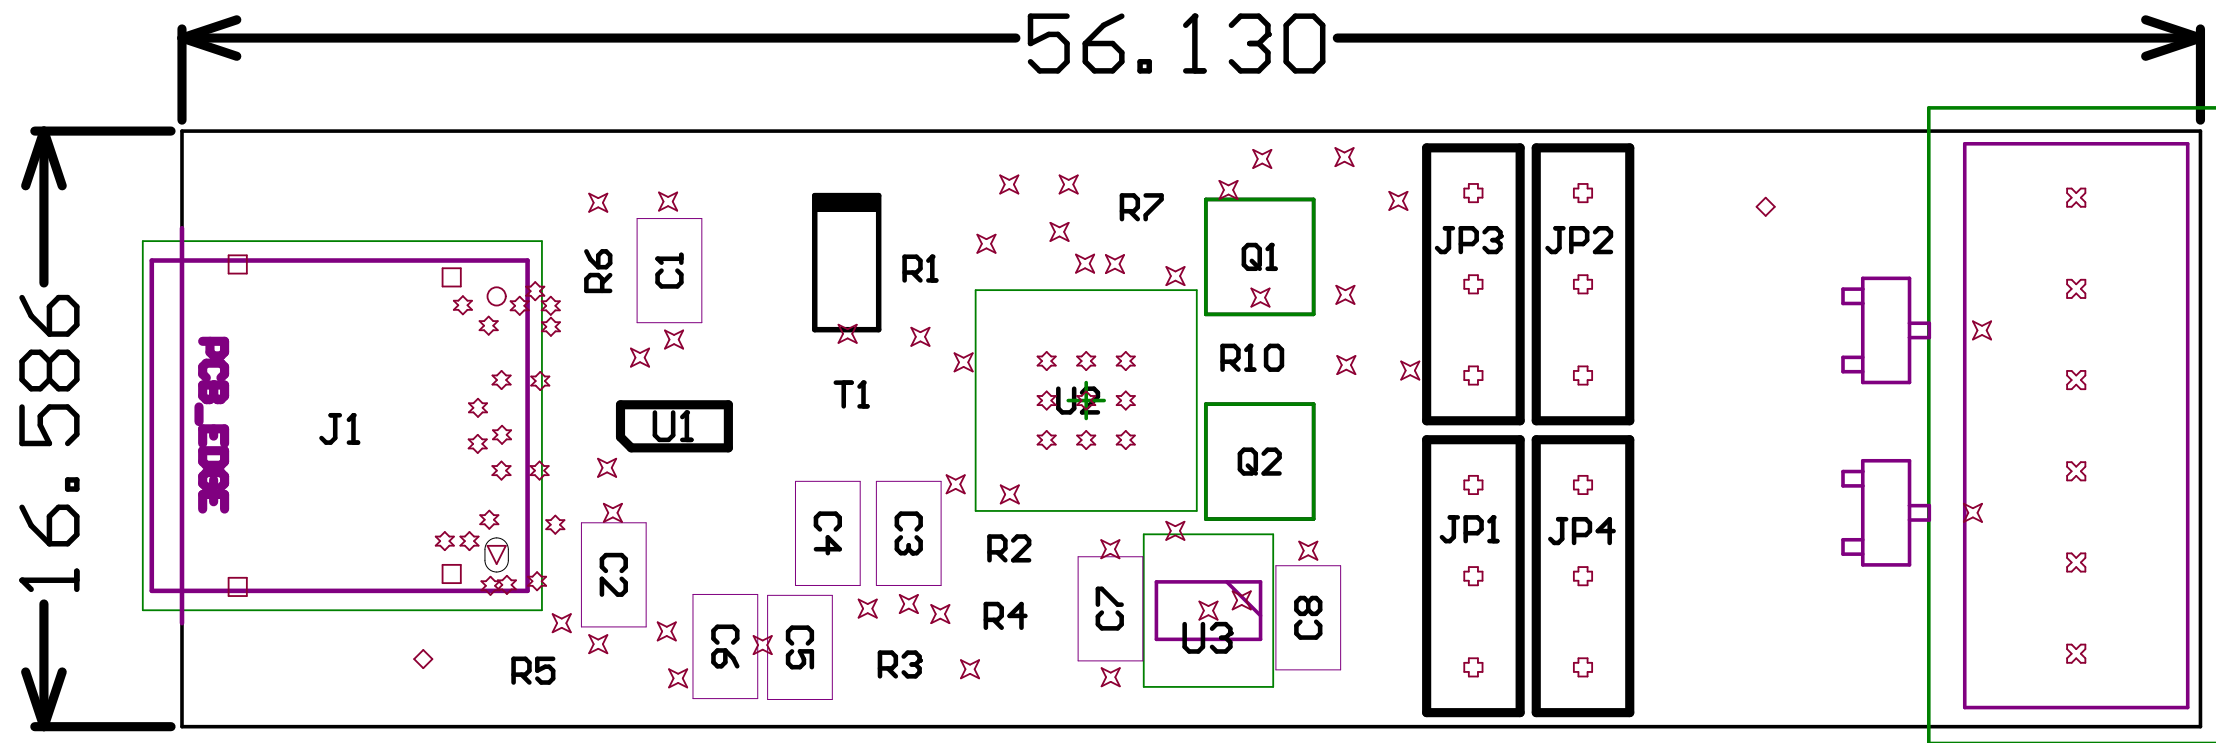 56.130
16.586
PCB_EDGE
J1
R6
C1
R1
R7
Q1
JP3
JP2
T1
U1
U2
R10
Q2
C4
C3
C2
R2
JP1
JP4
C7
C8
U3
R4
C6
C5
R3
R5